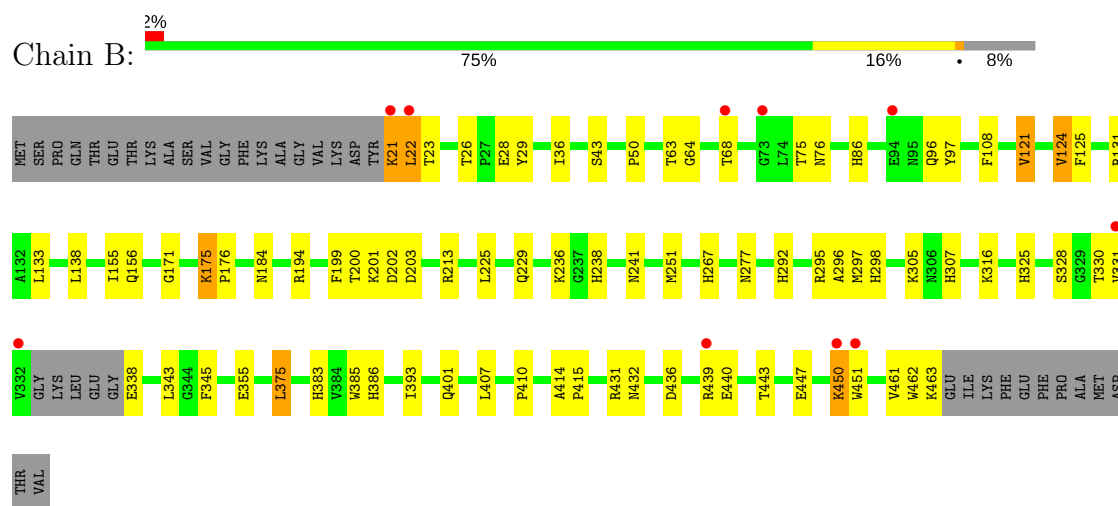 2%
Chain B:
75% 16% • 8%
MET SER PRO GLN THR GLU THR LYS ALA SER VAL GLY PHE LYS ALA GLY VAL LYS ASP TYR K21 L22 T23 T26 P27 E28 Y29 I36 S43 P50 T63 G64 T68 G73 L74 T75 N76 H86 E94 N95 Q96 Y97 F108 V121 V124 F125 R131
A132 L133 L138 I155 Q156 G171 K175 P176 N184 R194 F199 T200 K201 D202 D203 R213 L225 Q229 K236 G237 H238 N241 M251 H267 N277 H292 R295 A296 M297 H298 K305 N306 H307 K316 H325 S328 G329 T330 V331
V332 GLY LYS LEU GLU GLY E338 L343 G344 F345 E355 L375 H383 V384 W385 H386 I393 Q401 L407 P410 A414 P415 R431 N432 D436 R439 E440 T443 E447 K450 W451 V461 W462 K463 GLU ILE LYS PHE GLU PHE PRO ALA MET ASP
THR VAL